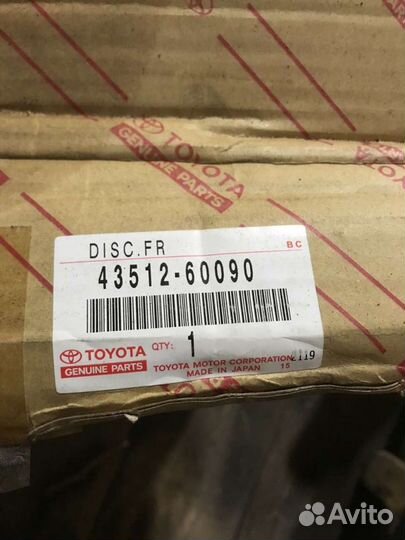 TOYOTA
GENUINE PARTS
DISC.FR
BC
43512-60090
TOYOTA
GENUINE PARTS
QTY:
1
TOYOTA MOTOR CORPORATION
2119
MADE IN JAPAN
15
Avito